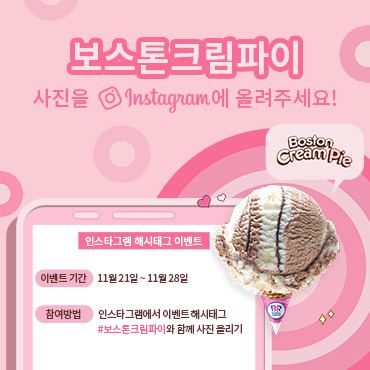 보스톤크림파이
사진을 Instagram에 올려주세요!
Boston
Cream Pie
인스타그램 해시태그 이벤트
이벤트 기간 11월 21일 ~ 11월 28일
참여방법 인스타그램에서 이벤트 해시태그
#보스톤크림파이와 함께 사진 올리기
BR